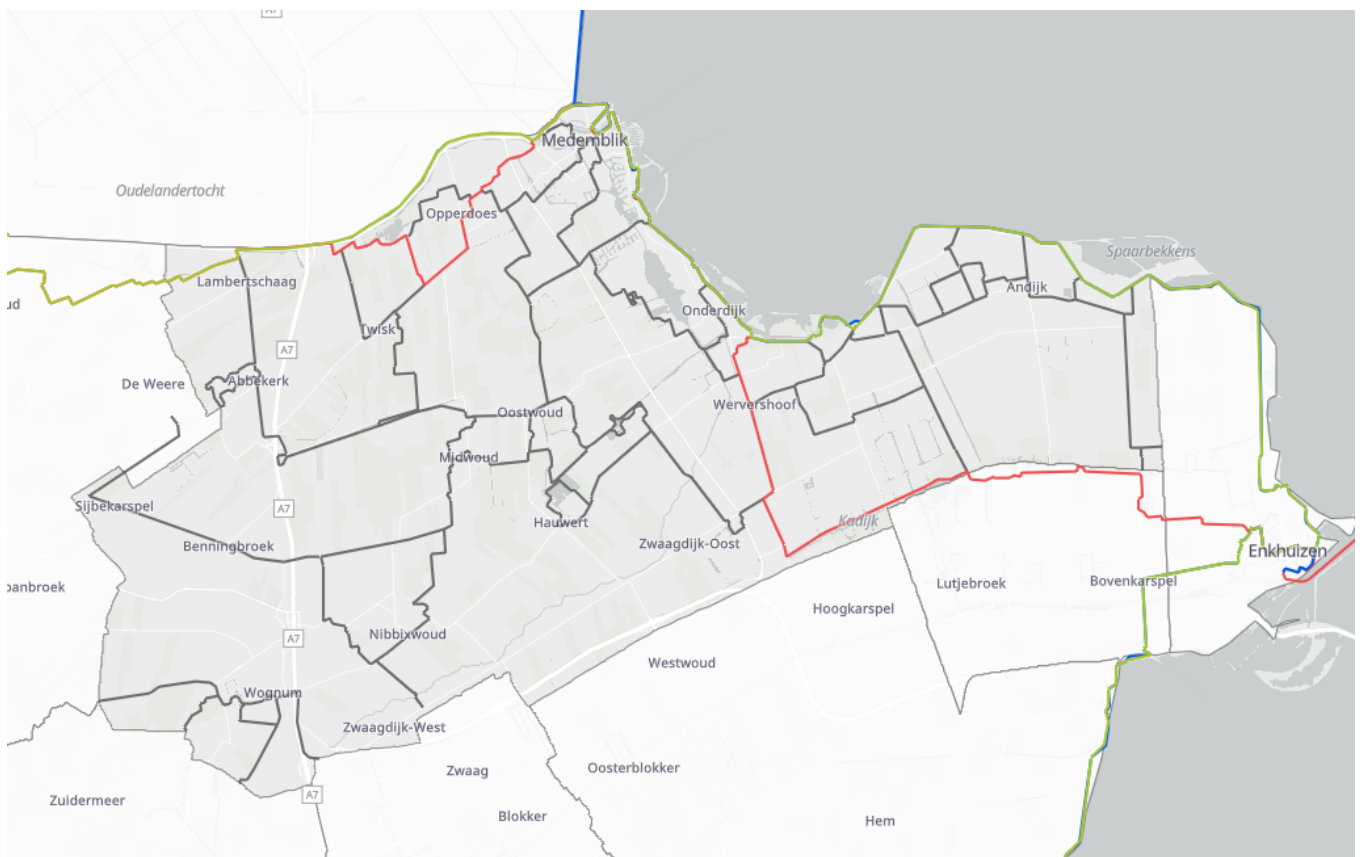 A7
Medemblik
Oudelandertocht
Opperdoes
Spaarbekkens
Lambertschaag
Andijk
ud
Onderdijk
Twisk
A7
De Weere
Abbekerk
Wervershoof
Oostwoud
Midwoud
Sijbekarspel
A7
Hauwert
Kadijk
Benningbroek
Zwaagdijk-Oost
Enkhuizen
panbroek
Lutjebroek
Bovenkarspel
Hoogkarspel
A7
Nibbixwoud
Westwoud
Wognum
Zwaagdijk-West
Zwaag
Oosterblokker
A7
Zuidermeer
Blokker
Hem